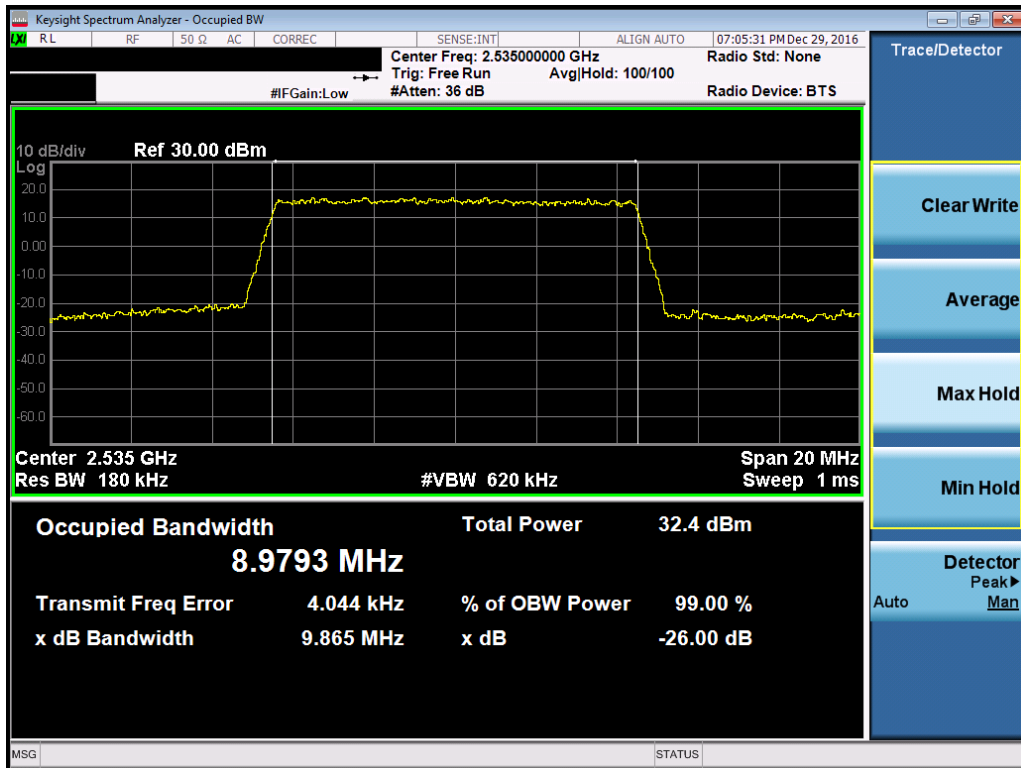 Keysight Spectrum Analyzer - Occupied BW
LXI RL RF 50 Ω AC CORREC SENSE:INT ALIGN AUTO 07:05:31 PM Dec 29, 2016
Center Freq: 2.535000000 GHz Radio Std: None
Trig: Free Run Avg|Hold: 100/100
#IFGain:Low #Atten: 36 dB Radio Device: BTS
10 dB/div Ref 30.00 dBm
Log
20.0
10.0
0.00
-10.0
-20.0
-30.0
-40.0
-50.0
-60.0
Center 2.535 GHz Span 20 MHz
Res BW 180 kHz #VBW 620 kHz Sweep 1 ms
Occupied Bandwidth Total Power 32.4 dBm
8.9793 MHz
Transmit Freq Error 4.044 kHz % of OBW Power 99.00 %
x dB Bandwidth 9.865 MHz x dB -26.00 dB
MSG STATUS
Trace/Detector
Clear Write
Average
Max Hold
Min Hold
Detector
Peak▶
Auto Man